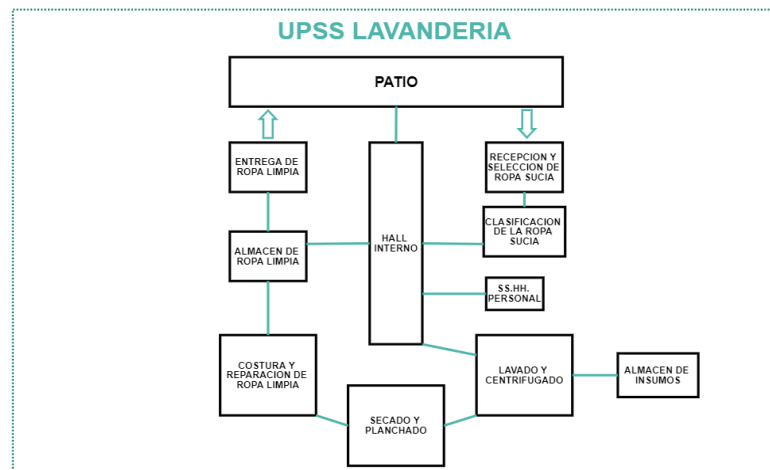 UPSS LAVANDERIA
PATIO
ENTREGA DE
ROPA LIMPIA
RECEPCION Y
SELECCION DE
ROPA SUCIA
HALL
INTERNO
CLASIFICACION
DE LA ROPA
SUCIA
ALMACEN DE
ROPA LIMPIA
SS.HH.
PERSONAL
COSTURA Y
REPARACION DE
ROPA LIMPIA
LAVADO Y
CENTRIFUGADO
ALMACEN DE
INSUMOS
SECADO Y
PLANCHADO